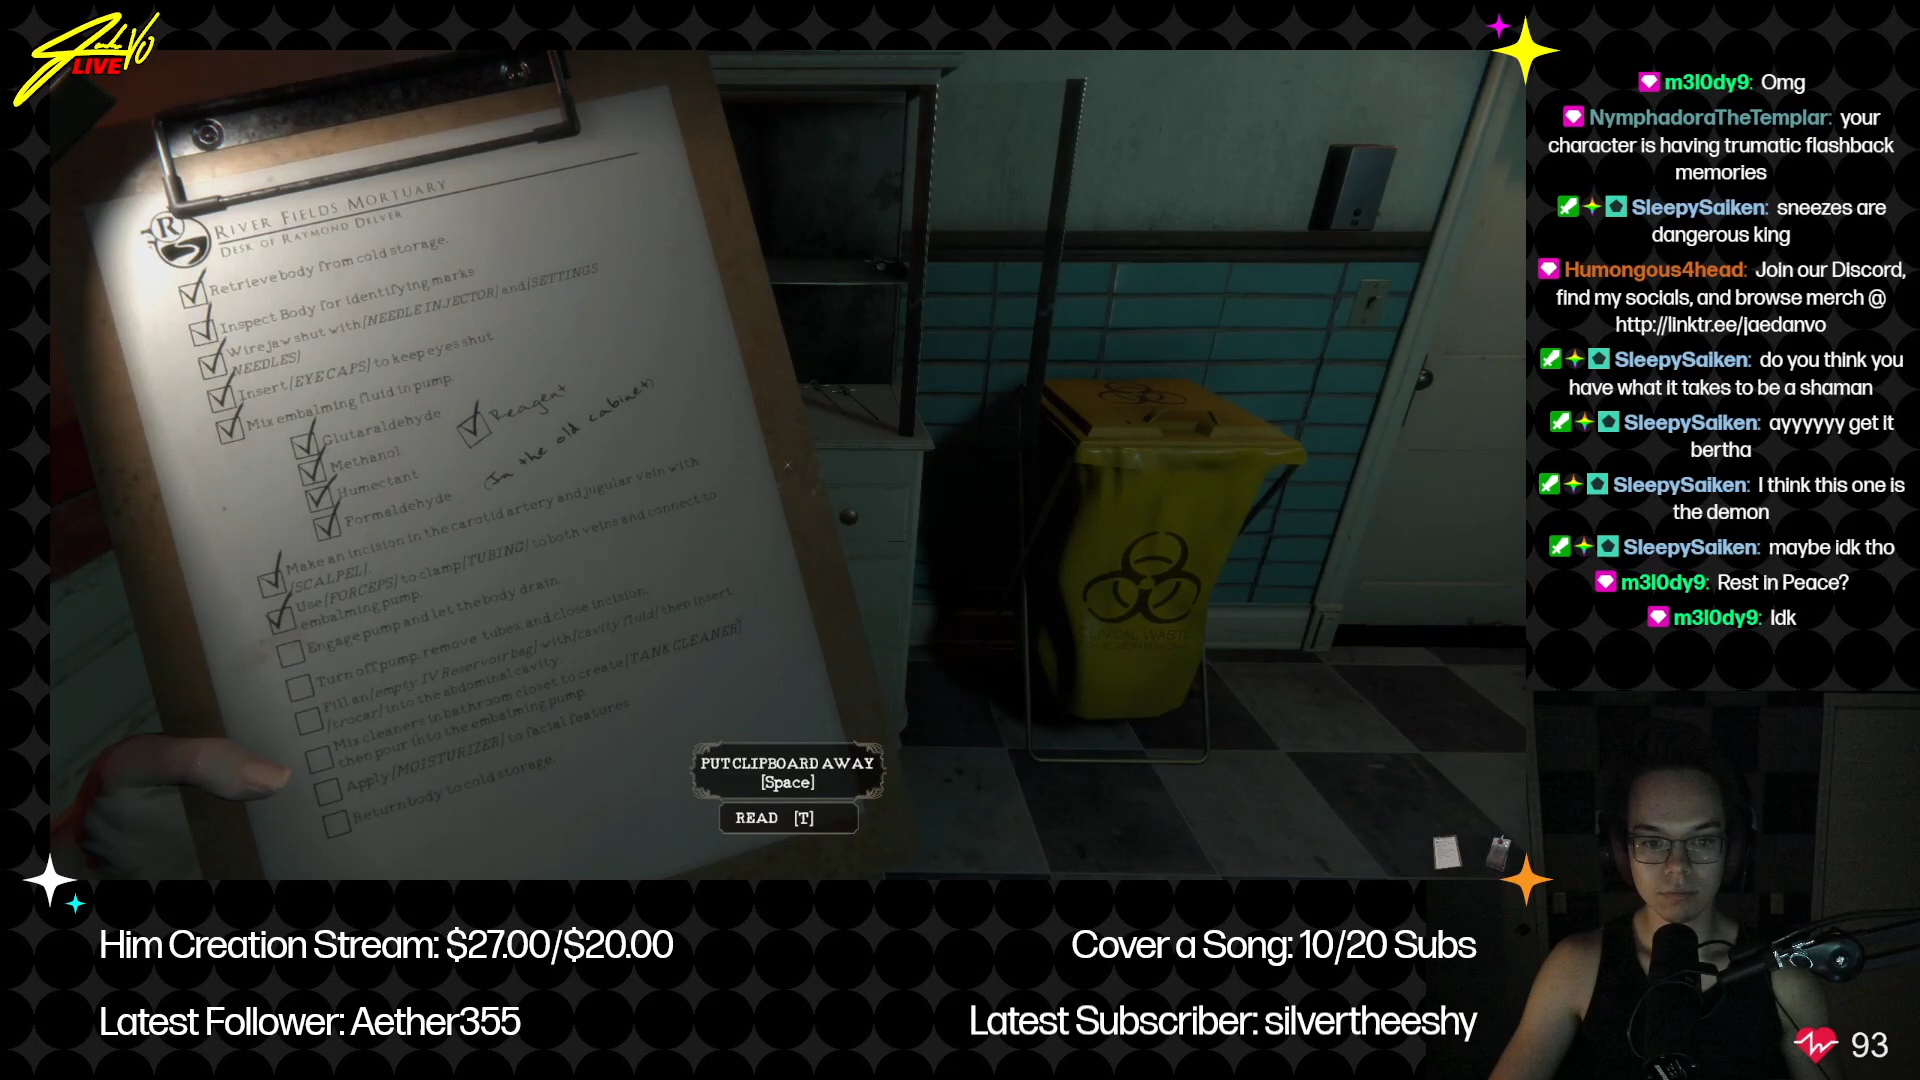 JaedanVo
LIVE
R
RIVER FIELDS MORTUARY
DESK OF RAYMOND DELVER
Retrieve body from cold storage.
Inspect Body for identifying marks
Wire jaw shut with [NEEDLE INJECTOR] and [SETTINGS
NEEDLES]
Insert [EYE CAPS] to keep eyes shut
Mix embalming fluid in pump.
Glutaraldehyde
Methanol
Humectant
Formaldehyde
Reagent
(In the old cabinet)
Make an incision in the carotid artery and jugular vein with
[SCALPEL].
Use [FORCEPS] to clamp [TUBING] to both veins and connect to
embalming pump.
Engage pump and let the body drain.
Turn off pump, remove tubes, and close incision.
Fill an [empty IV Reservoir bag] with [cavity fluid] then insert
[trocar] into the abdominal cavity.
Mix cleaners in bathroom closet to create [TANK CLEANER]
then pour into the embalming pump.
Apply [MOISTURIZER] to facial features
Return body to cold storage.
CLINICAL WASTE
PUT CLIPBOARD AWAY
[Space]
READ [T]
m3l0dy9: Omg
NymphadoraTheTemplar: your
character is having trumatic flashback
memories
SleepySaiken: sneezes are
dangerous king
Humongous4head: Join our Discord,
find my socials, and browse merch @
http://linktr.ee/jaedanvo
SleepySaiken: do you think you
have what it takes to be a shaman
SleepySaiken: ayyyyyy get it
bertha
SleepySaiken: I think this one is
the demon
SleepySaiken: maybe idk tho
m3l0dy9: Rest in Peace?
m3l0dy9: Idk
Him Creation Stream: $27.00/$20.00
Cover a Song: 10/20 Subs
Latest Follower: Aether355
Latest Subscriber: silvertheeshy
93